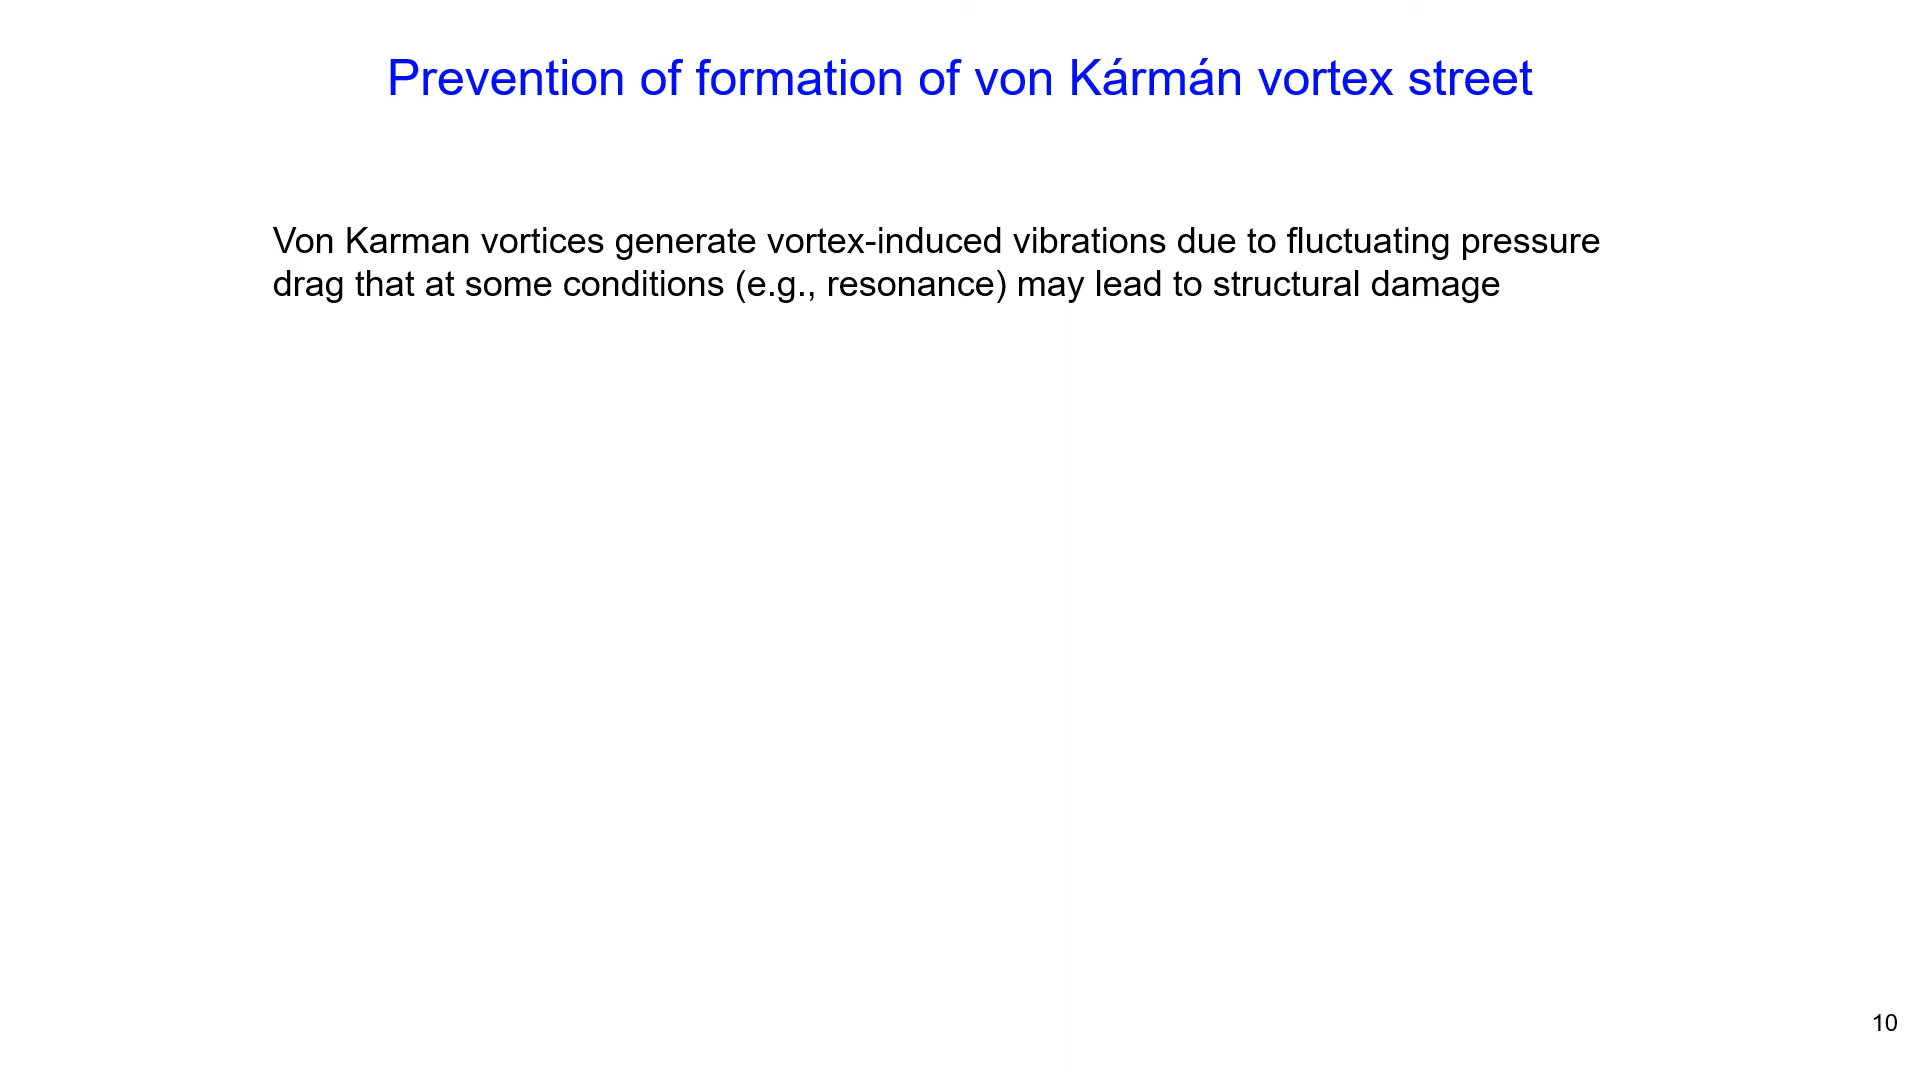 Prevention of formation of von Kármán vortex street
Von Karman vortices generate vortex-induced vibrations due to fluctuating pressure
drag that at some conditions (e.g., resonance) may lead to structural damage
10